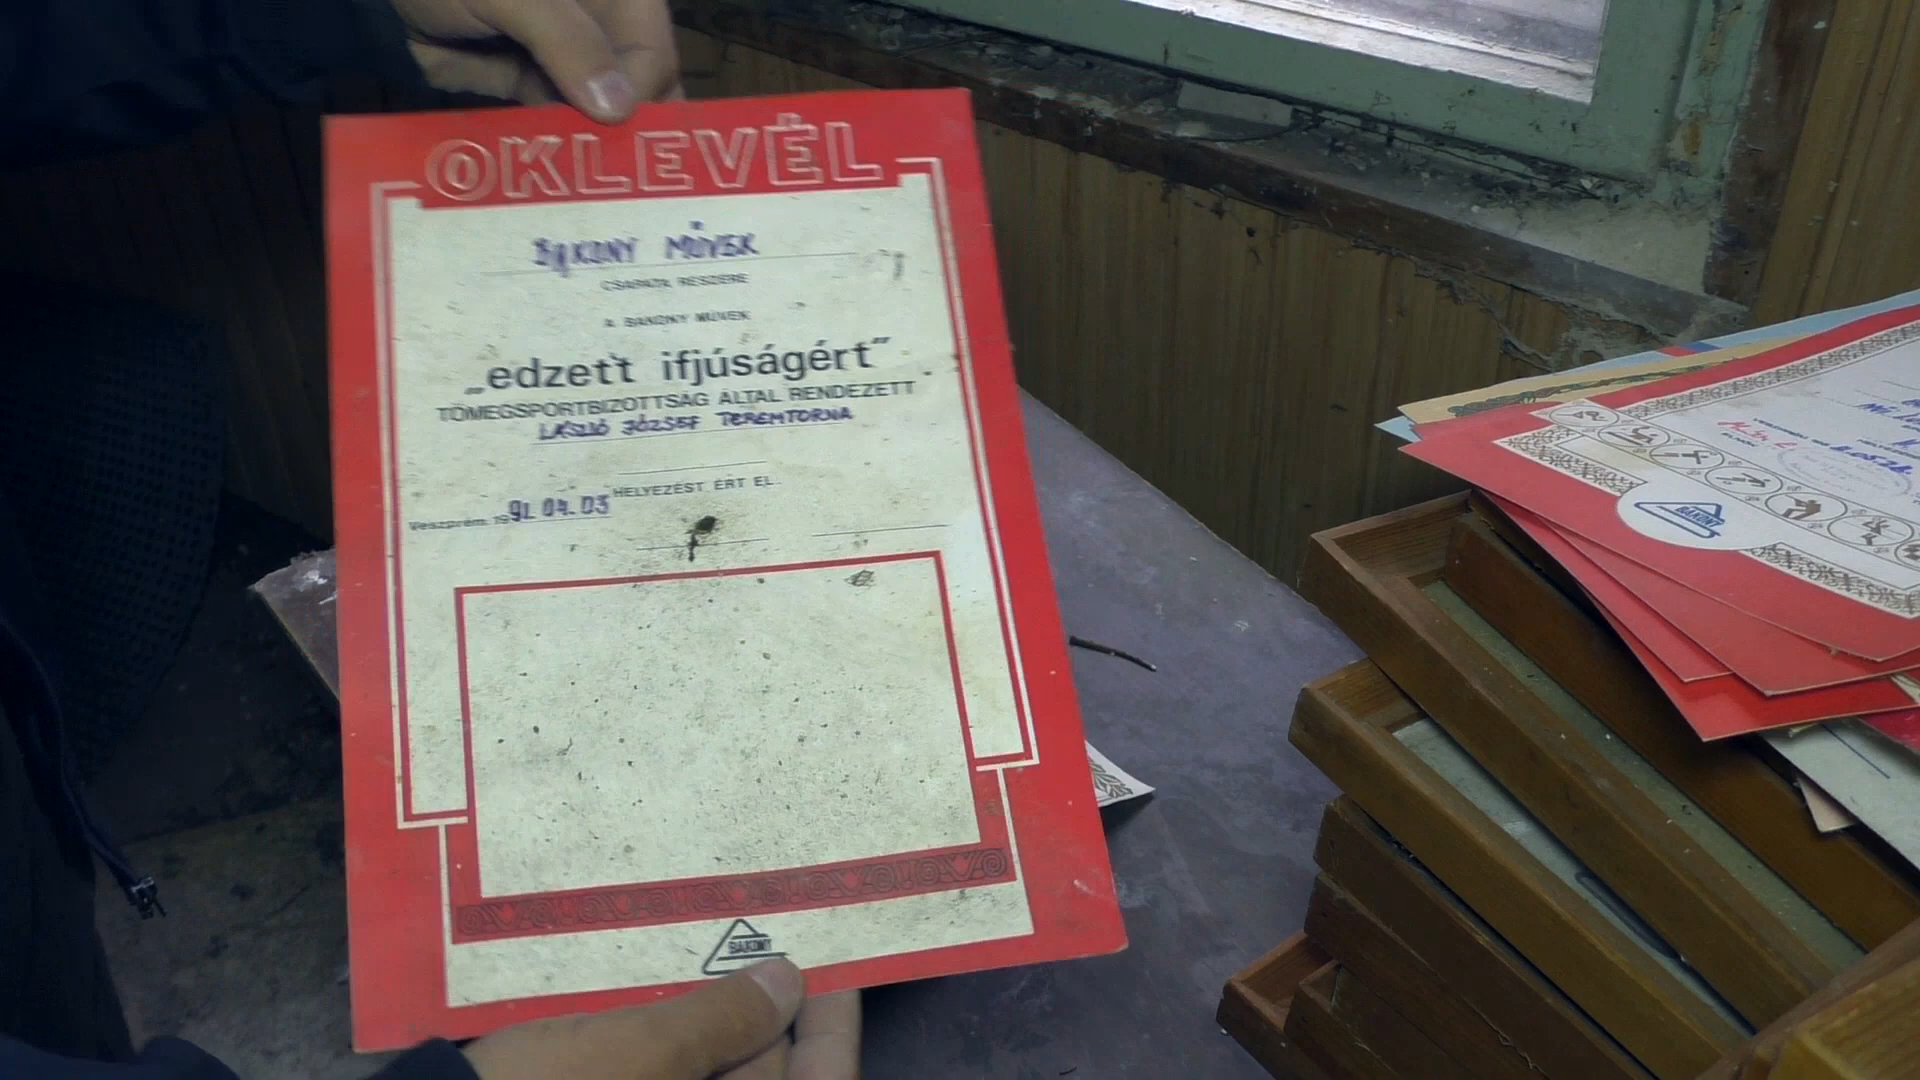 OKLEVÉL
BAKONY MŰVEK
CSAPATA RÉSZÉRE
A BAKONY MŰVEK
„edzett ifjúságért”
TÖMEGSPORTBIZOTTSÁG ÁLTAL RENDEZETT
LÁSZLÓ JÓZSEF TEREMTORNA
HELYEZÉST ÉRT EL.
Veszprém 1991. 04. 03
BAKONY
BAKONY